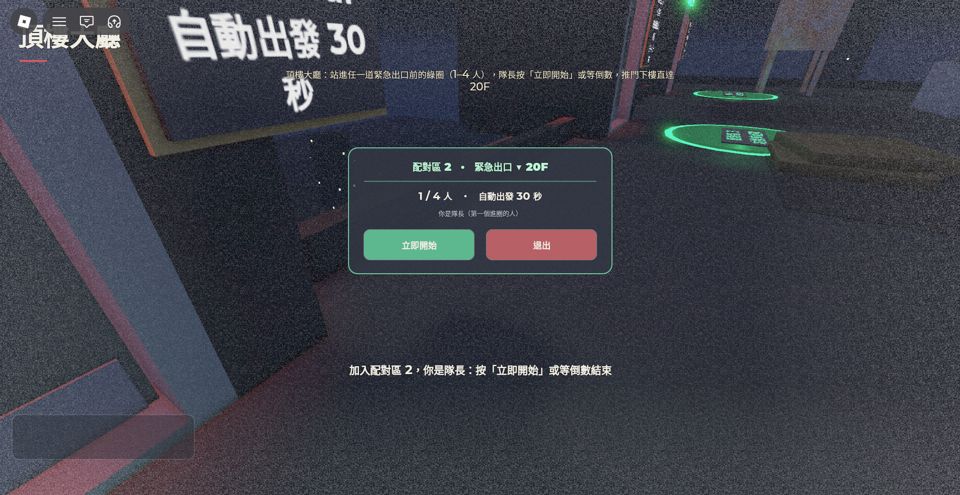 頂樓大廳
自動出發 30
秒
頂樓大廳：站進任一道緊急出口前的綠圈（1–4 人），隊長按「立即開始」或等倒數，推門下樓直達
20F
配對區 2 • 緊急出口 ▼ 20F
1 / 4 人 • 自動出發 30 秒
你是隊長（第一個進圈的人）
立即開始
退出
加入配對區 2，你是隊長：按「立即開始」或等倒數結束